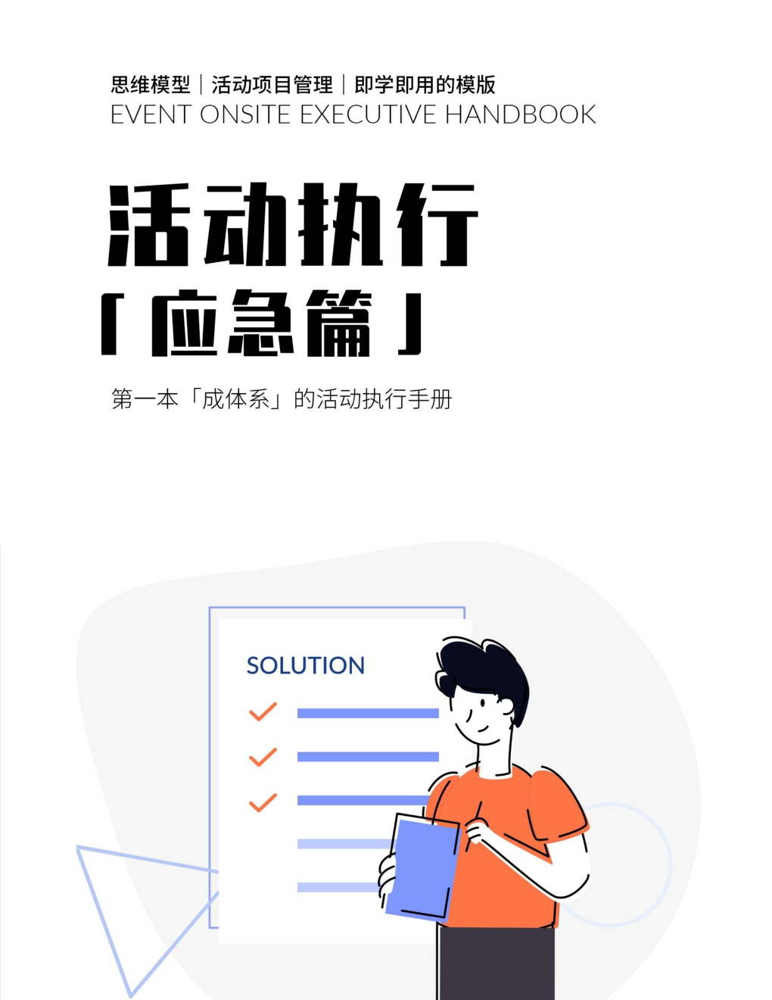 思维模型｜活动项目管理｜即学即用的模版
EVENT ONSITE EXECUTIVE HANDBOOK
活动执行
「应急篇」
第一本「成体系」的活动执行手册
SOLUTION